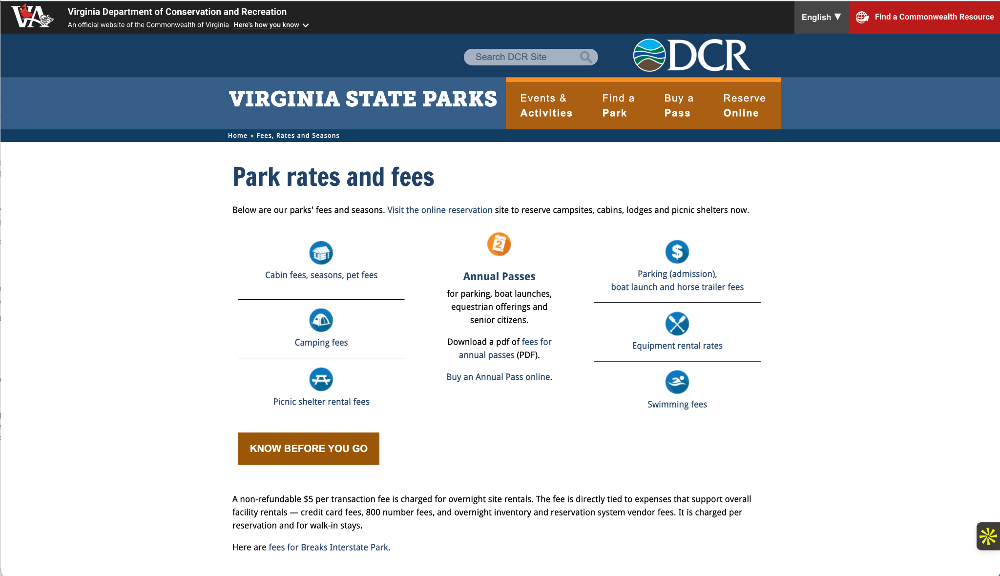 VA
Virginia Department of Conservation and Recreation
An official website of the Commonwealth of Virginia Here's how you know
English ▼
Find a Commonwealth Resource
Search DCR Site
DCR
VIRGINIA STATE PARKS
Events & Activities
Find a Park
Buy a Pass
Reserve Online
Home » Fees, Rates and Seasons
Park rates and fees
Below are our parks' fees and seasons. Visit the online reservation site to reserve campsites, cabins, lodges and picnic shelters now.
Cabin fees, seasons, pet fees
Camping fees
Picnic shelter rental fees
2
Annual Passes
for parking, boat launches,
equestrian offerings and
senior citizens.
Download a pdf of fees for
annual passes (PDF).
Buy an Annual Pass online.
$
Parking (admission),
boat launch and horse trailer fees
Equipment rental rates
Swimming fees
KNOW BEFORE YOU GO
A non-refundable $5 per transaction fee is charged for overnight site rentals. The fee is directly tied to expenses that support overall
facility rentals — credit card fees, 800 number fees, and overnight inventory and reservation system vendor fees. It is charged per
reservation and for walk-in stays.
Here are fees for Breaks Interstate Park.